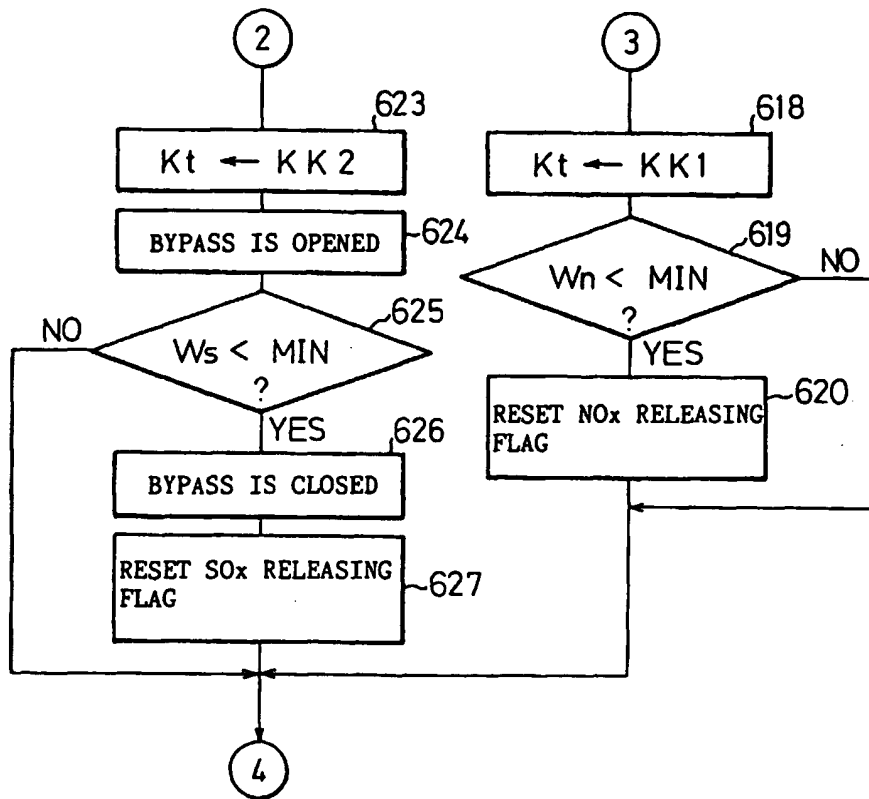 2
623
Kt ← KK2
BYPASS IS OPENED
624
625
NO
Ws < MIN
?
YES
626
BYPASS IS CLOSED
RESET SOx RELEASING
FLAG
627
3
618
Kt ← KK1
619
NO
Wn < MIN
?
YES
RESET NOx RELEASING
FLAG
620
4